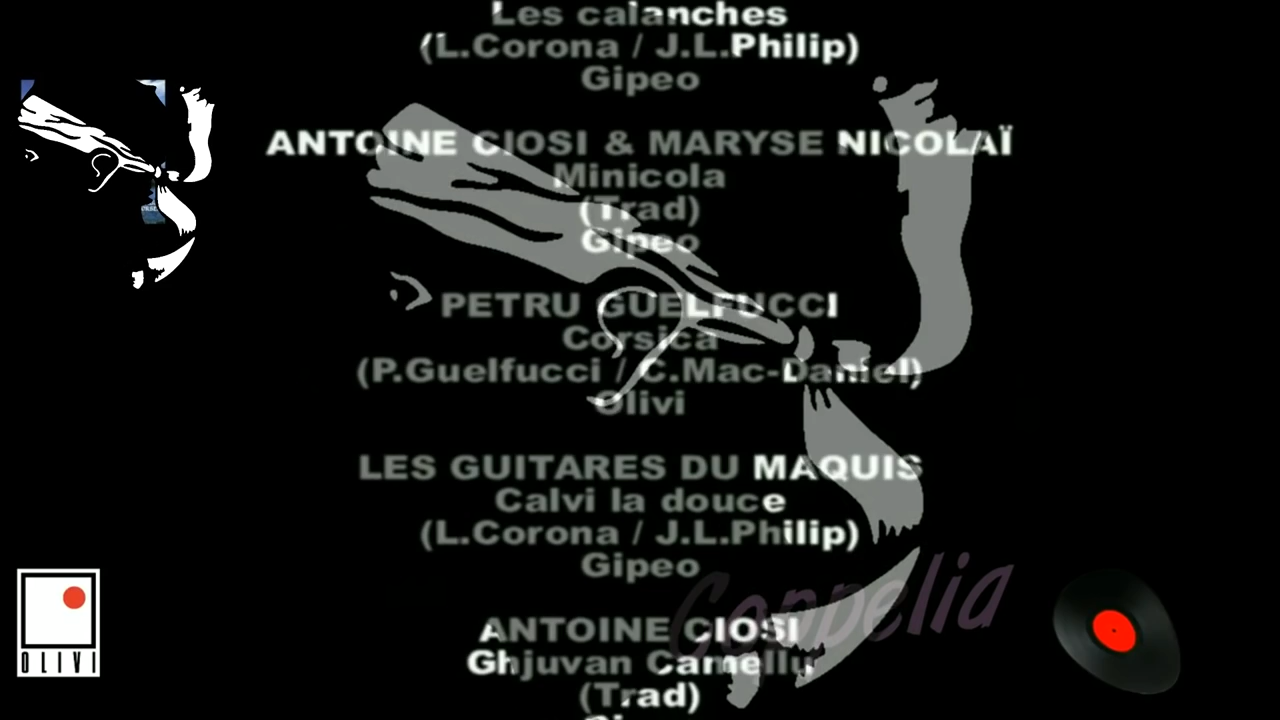 Les calanches
(L.Corona / J.L.Philip)
Gipeo
ANTOINE CIOSI & MARYSE NICOLAÏ
Minicola
(Trad)
Gipeo
PETRU GUELFUCCI
Corsica
(P.Guelfucci / C.Mac-Daniel)
Olivi
LES GUITARES DU MAQUIS
Calvi la douce
(L.Corona / J.L.Philip)
Gipeo
Coppelia
ANTOINE CIOSI
Ghjuvan Camellu
(Trad)
OLIVI